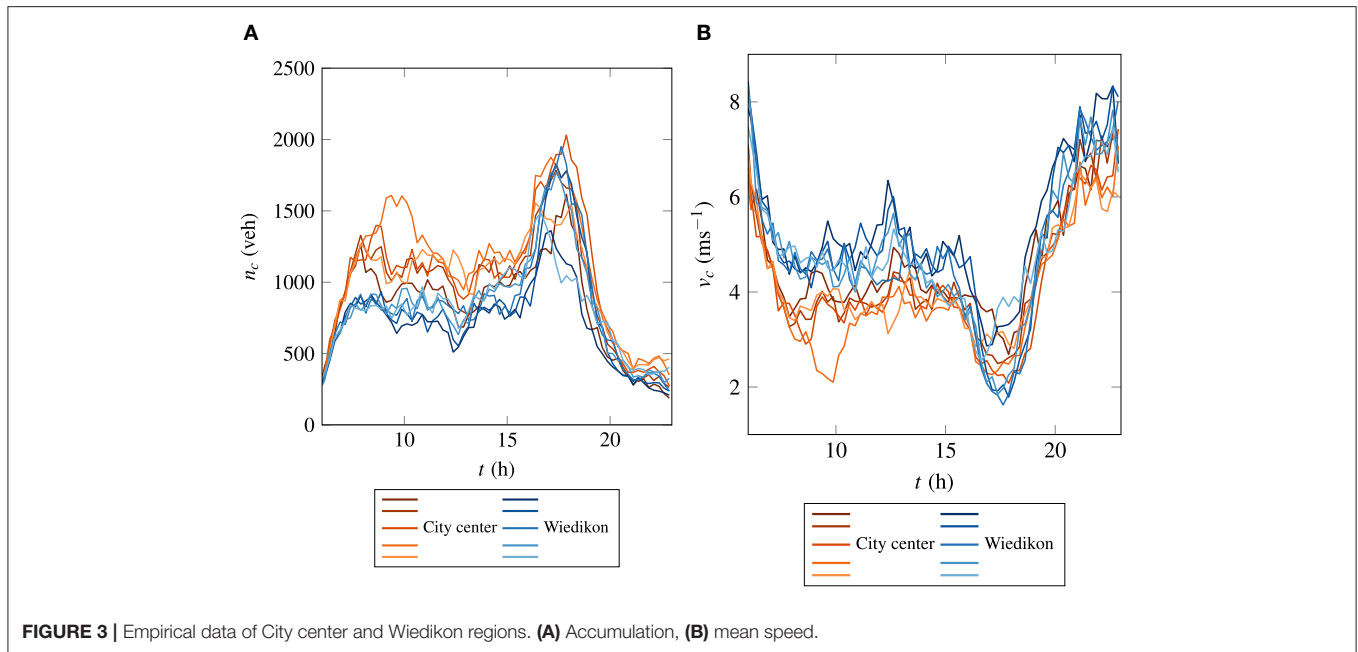 A
B
2500
2000
1500
1000
500
0
n_c (veh)
10
15
20
t (h)
City center
Wiedikon
8
6
4
2
v_c (ms⁻¹)
10
15
20
t (h)
City center
Wiedikon
FIGURE 3 | Empirical data of City center and Wiedikon regions. (A) Accumulation, (B) mean speed.